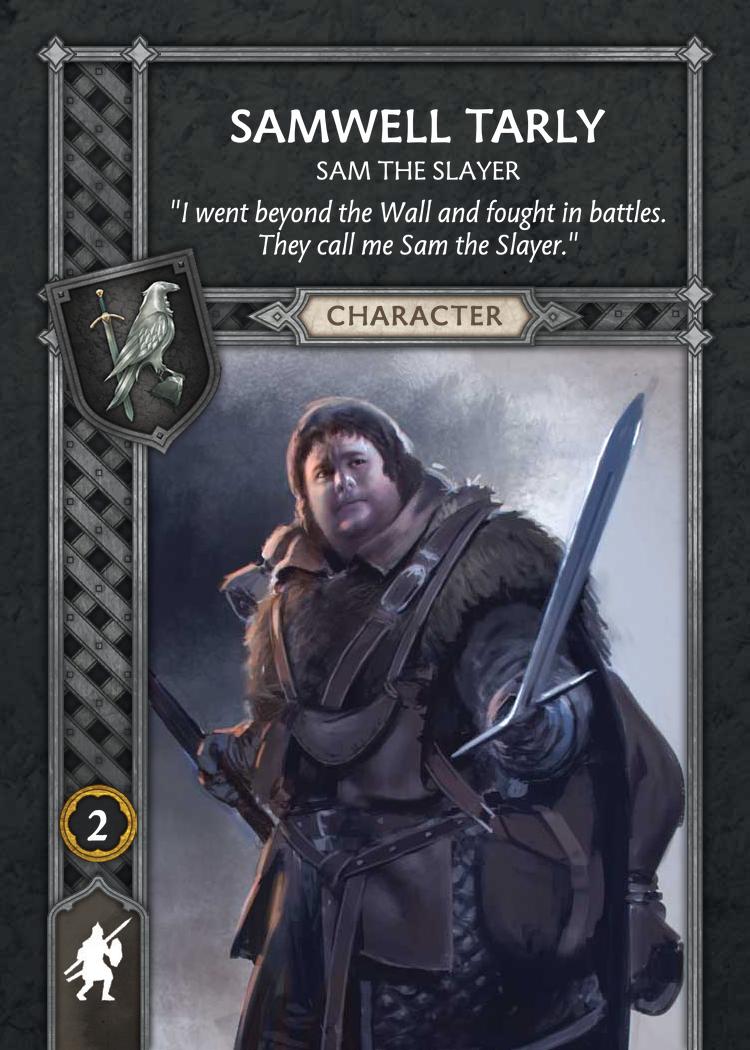 SAMWELL TARLY
SAM THE SLAYER
"I went beyond the Wall and fought in battles.
They call me Sam the Slayer."
CHARACTER
2